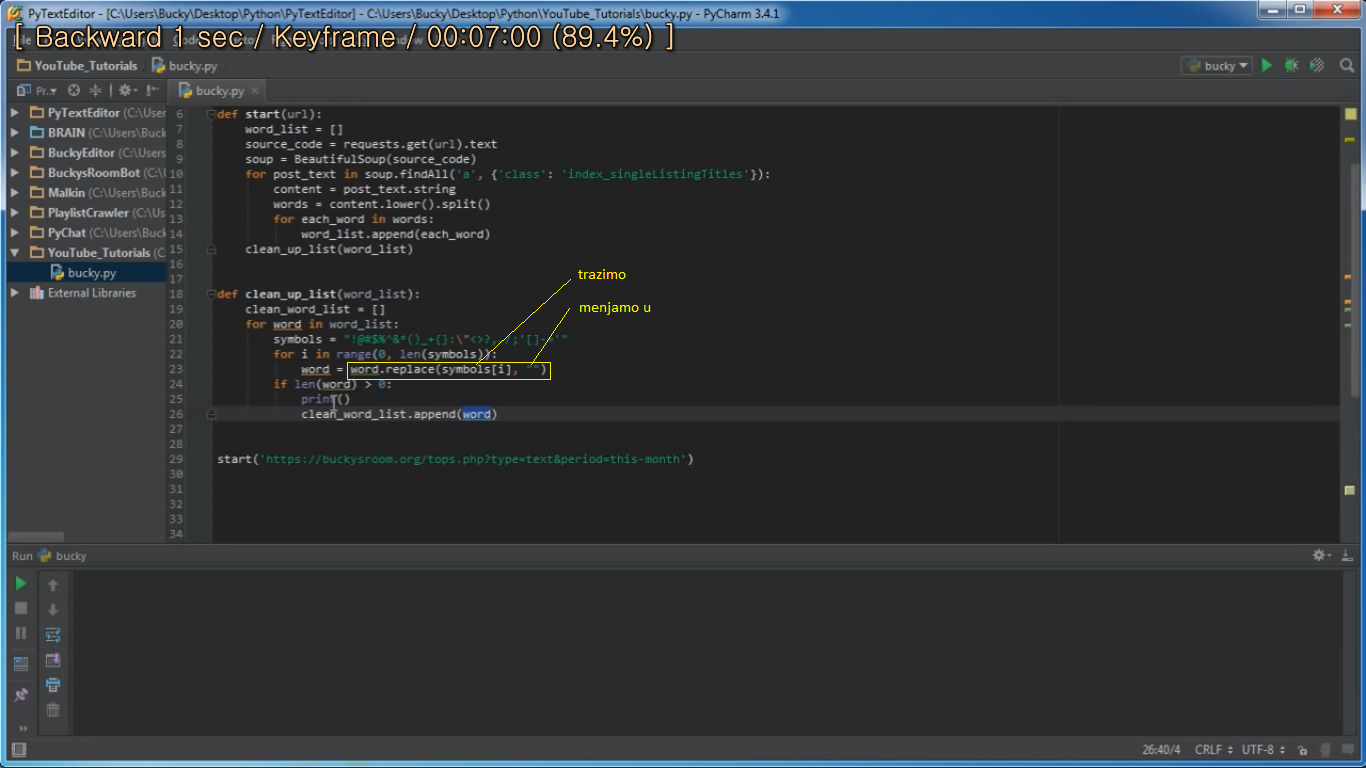 PyTextEditor - [C:\Users\Bucky\Desktop\Python\PyTextEditor] - C:\Users\Bucky\Desktop\Python\YouTube_Tutorials\bucky.py - PyCharm 3.4.1
[ Backward 1 sec / Keyframe / 00:07:00 (89.4%) ]
YouTube_Tutorials bucky.py bucky
Pr.. bucky.py
PyTextEditor (C:\User
BRAIN (C:\Users\Buck
BuckyEditor (C:\Users
BuckysRoomBot
Malkin (C:\Users\Buck
PlaylistCrawler (C:\Us
PyChat (C:\Users\Buck
YouTube_Tutorials (C
bucky.py
External Libraries
6 def start(url):
7 word_list = []
8 source_code = requests.get(url).text
9 soup = BeautifulSoup(source_code)
10 for post_text in soup.findAll('a', {'class': 'index_singleListingTitles'}):
11 content = post_text.string
12 words = content.lower().split()
13 for each_word in words:
14 word_list.append(each_word)
15 clean_up_list(word_list)
16
17
trazimo
18 def clean_up_list(word_list):
menjamo u
19 clean_word_list = []
20 for word in word_list:
21 symbols = "!@#$%^&*()_+{}:\"<>?,
22 for i in range(0, len(symbols)):
23 word = word.replace(symbols[i], "")
24 if len(word) > 0:
25 print()
26 clean_word_list.append(word)
27
28
29 start('https://buckysroom.org/tops.php?type=text&period=this-month')
30
31
32
33
34
Run bucky
26:40/4 CRLF UTF-8